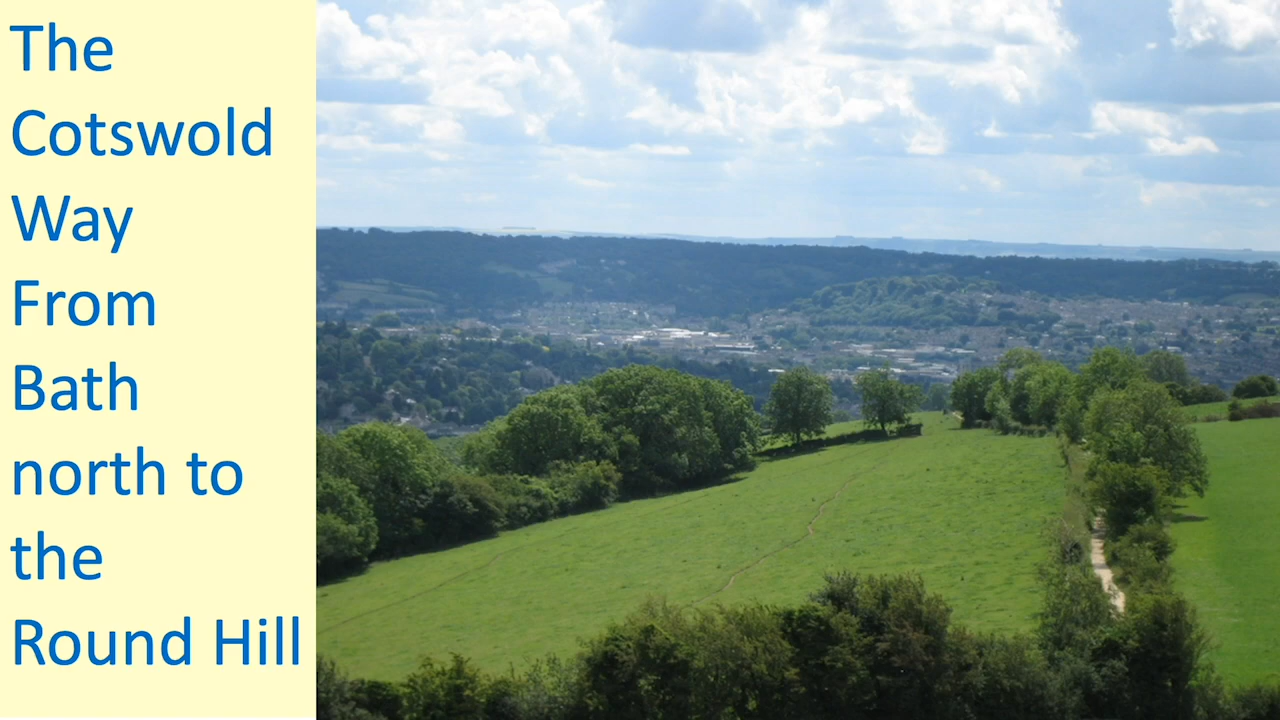 The
Cotswold
Way
From
Bath
north to
the
Round Hill